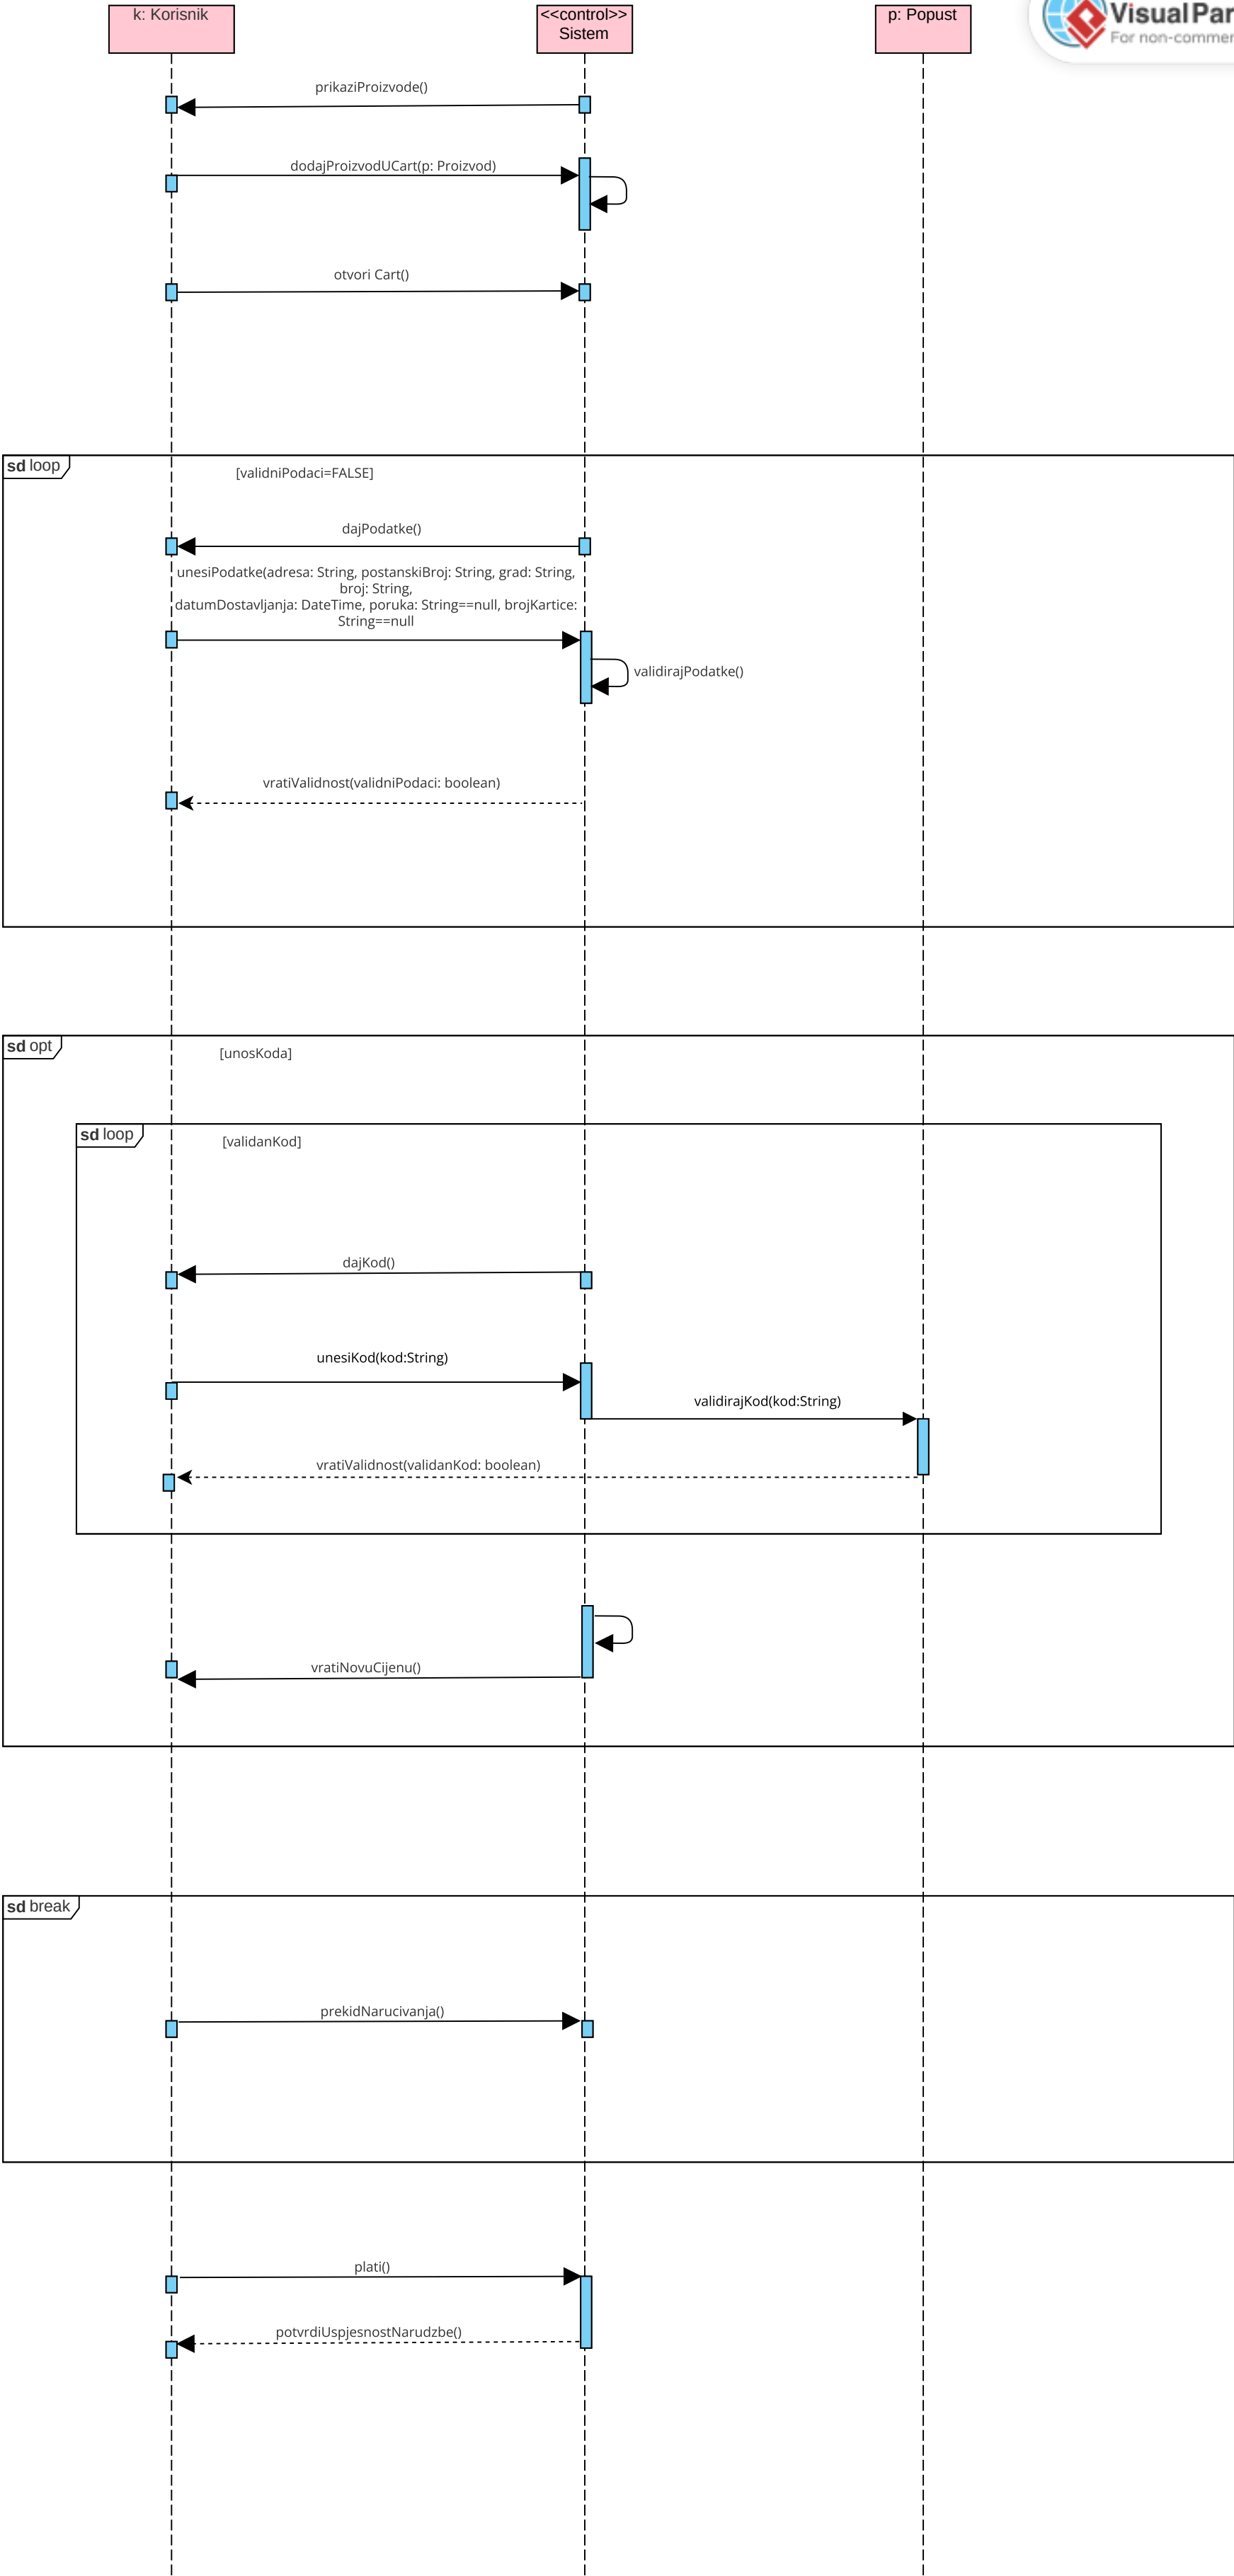 k: Korisnik
<<control>>
Sistem
p: Popust
VisualPar
For non-commer
prikaziProizvode()
dodajProizvodUCart(p: Proizvod)
otvori Cart()
sd loop
[validniPodaci=FALSE]
dajPodatke()
unesiPodatke(adresa: String, postanskiBroj: String, grad: String,
broj: String,
datumDostavljanja: DateTime, poruka: String==null, brojKartice:
String==null
validirajPodatke()
vratiValidnost(validniPodaci: boolean)
sd opt
[unosKoda]
sd loop
[validanKod]
dajKod()
unesiKod(kod:String)
validirajKod(kod:String)
vratiValidnost(validanKod: boolean)
vratiNovuCijenu()
sd break
prekidNarucivanja()
plati()
potvrdiUspjesnostNarudzbe()